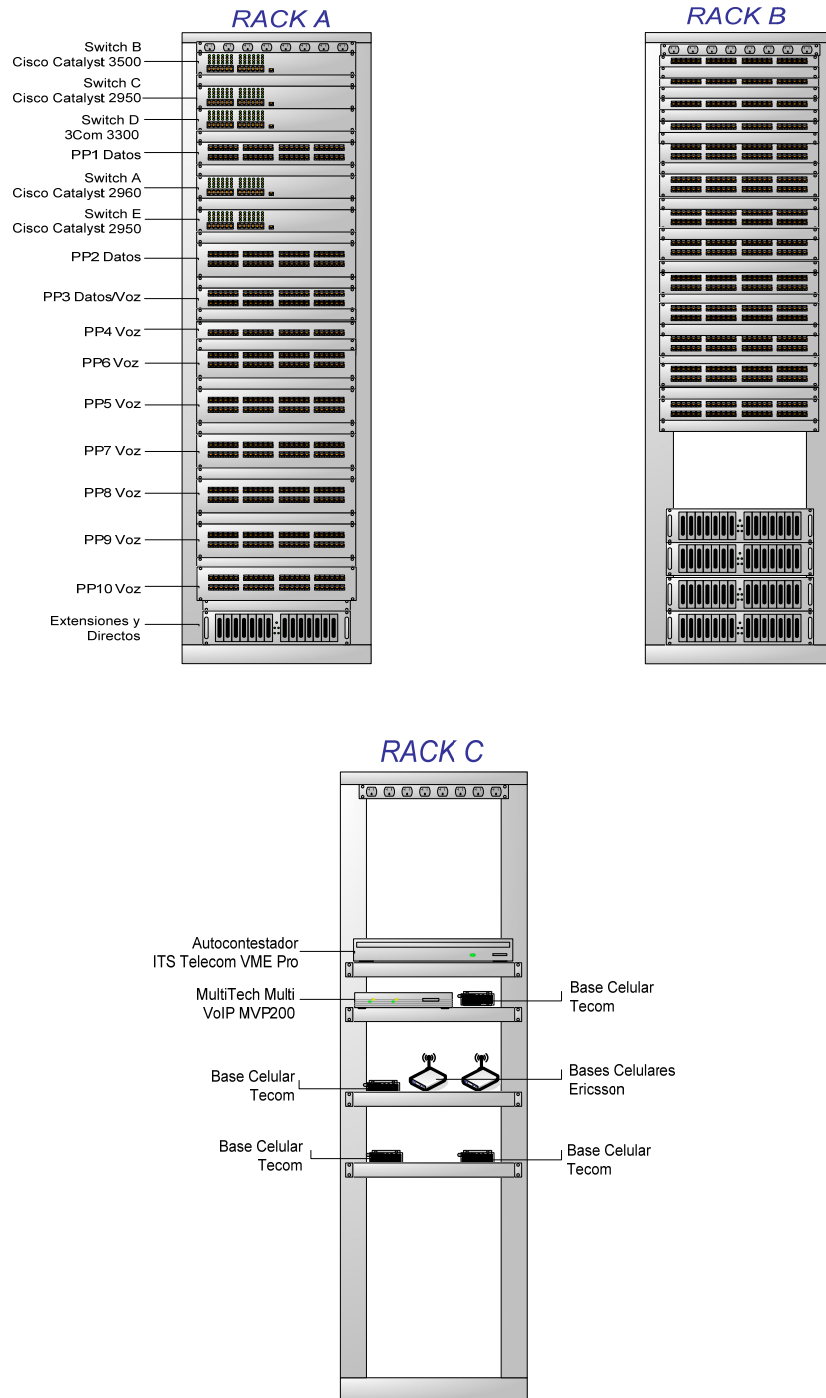 RACK A
RACK B
Switch B
Cisco Catalyst 3500
Switch C
Cisco Catalyst 2950
Switch D
3Com 3300
PP1 Datos
Switch A
Cisco Catalyst 2960
Switch E
Cisco Catalyst 2950
PP2 Datos
PP3 Datos/Voz
PP4 Voz
PP6 Voz
PP5 Voz
PP7 Voz
PP8 Voz
PP9 Voz
PP10 Voz
Extensiones y
Directos
RACK C
Autocontestador
ITS Telecom VME Pro
MultiTech Multi
VoIP MVP200
Base Celular
Tecom
Base Celular
Tecom
Bases Celulares
Ericsson
Base Celular
Tecom
Base Celular
Tecom